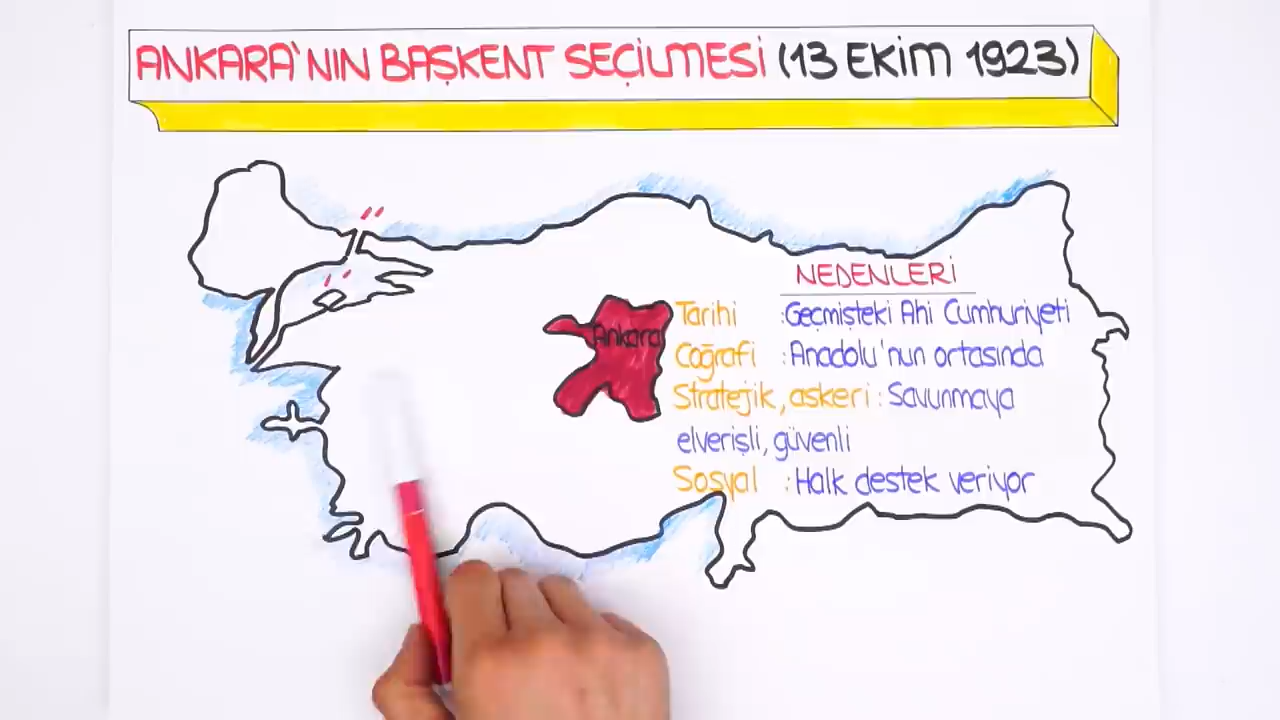 ANKARA'NIN BAŞKENT SEÇİLMESİ (13 EKİM 1923)
NEDENLERİ
Tarihi :Geçmişteki Ahi Cumhuriyeti
Ankara
Coğrafi :Anadolu'nun ortasında
Stratejik, askeri : Savunmaya
elverişli, güvenli
Sosyal : Halk destek veriyor